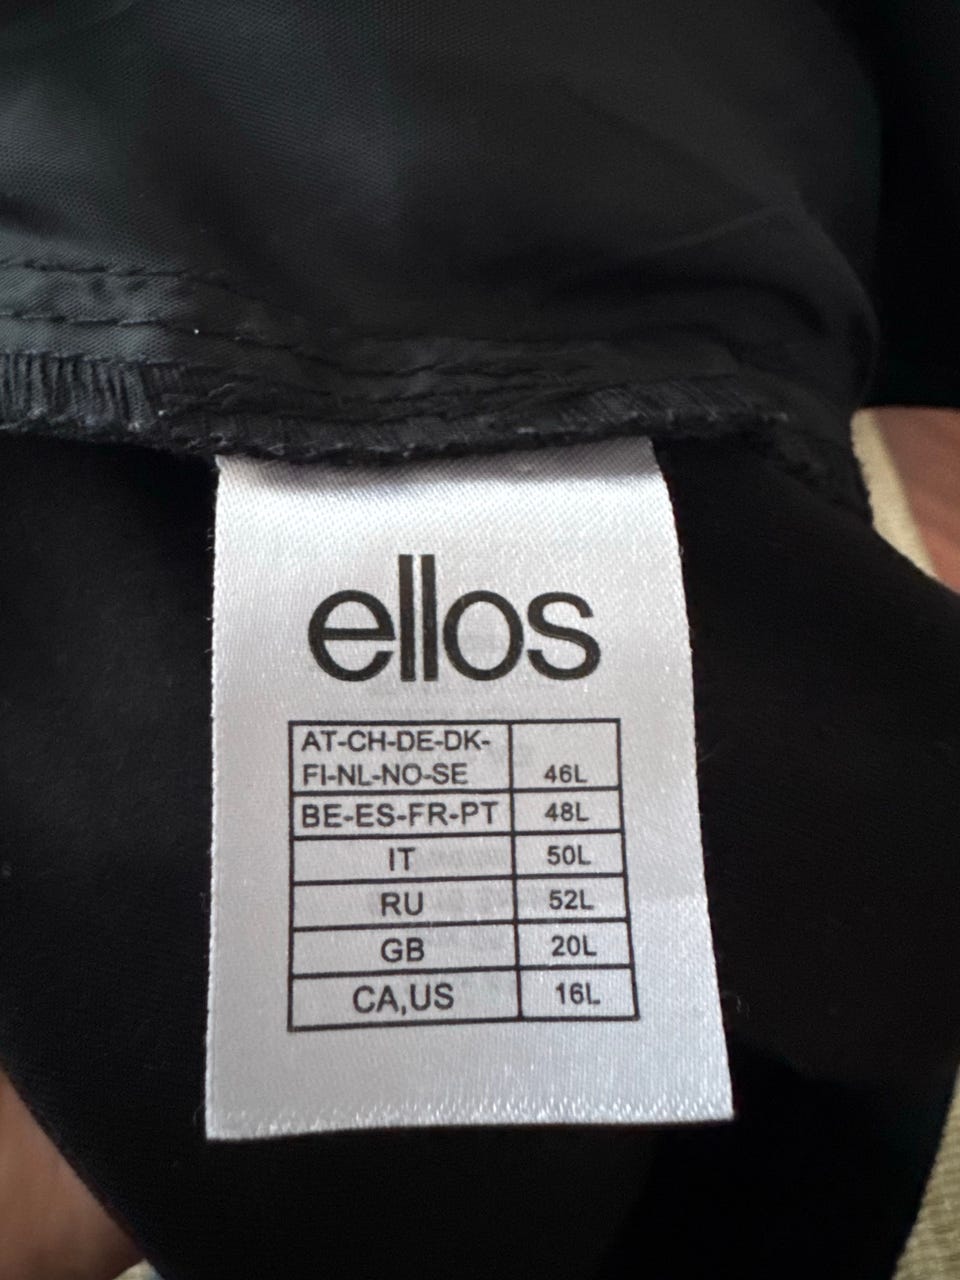 ellos
AT-CH-DE-DK-
FI-NL-NO-SE 46L
BE-ES-FR-PT 48L
IT 50L
RU 52L
GB 20L
CA,US 16L